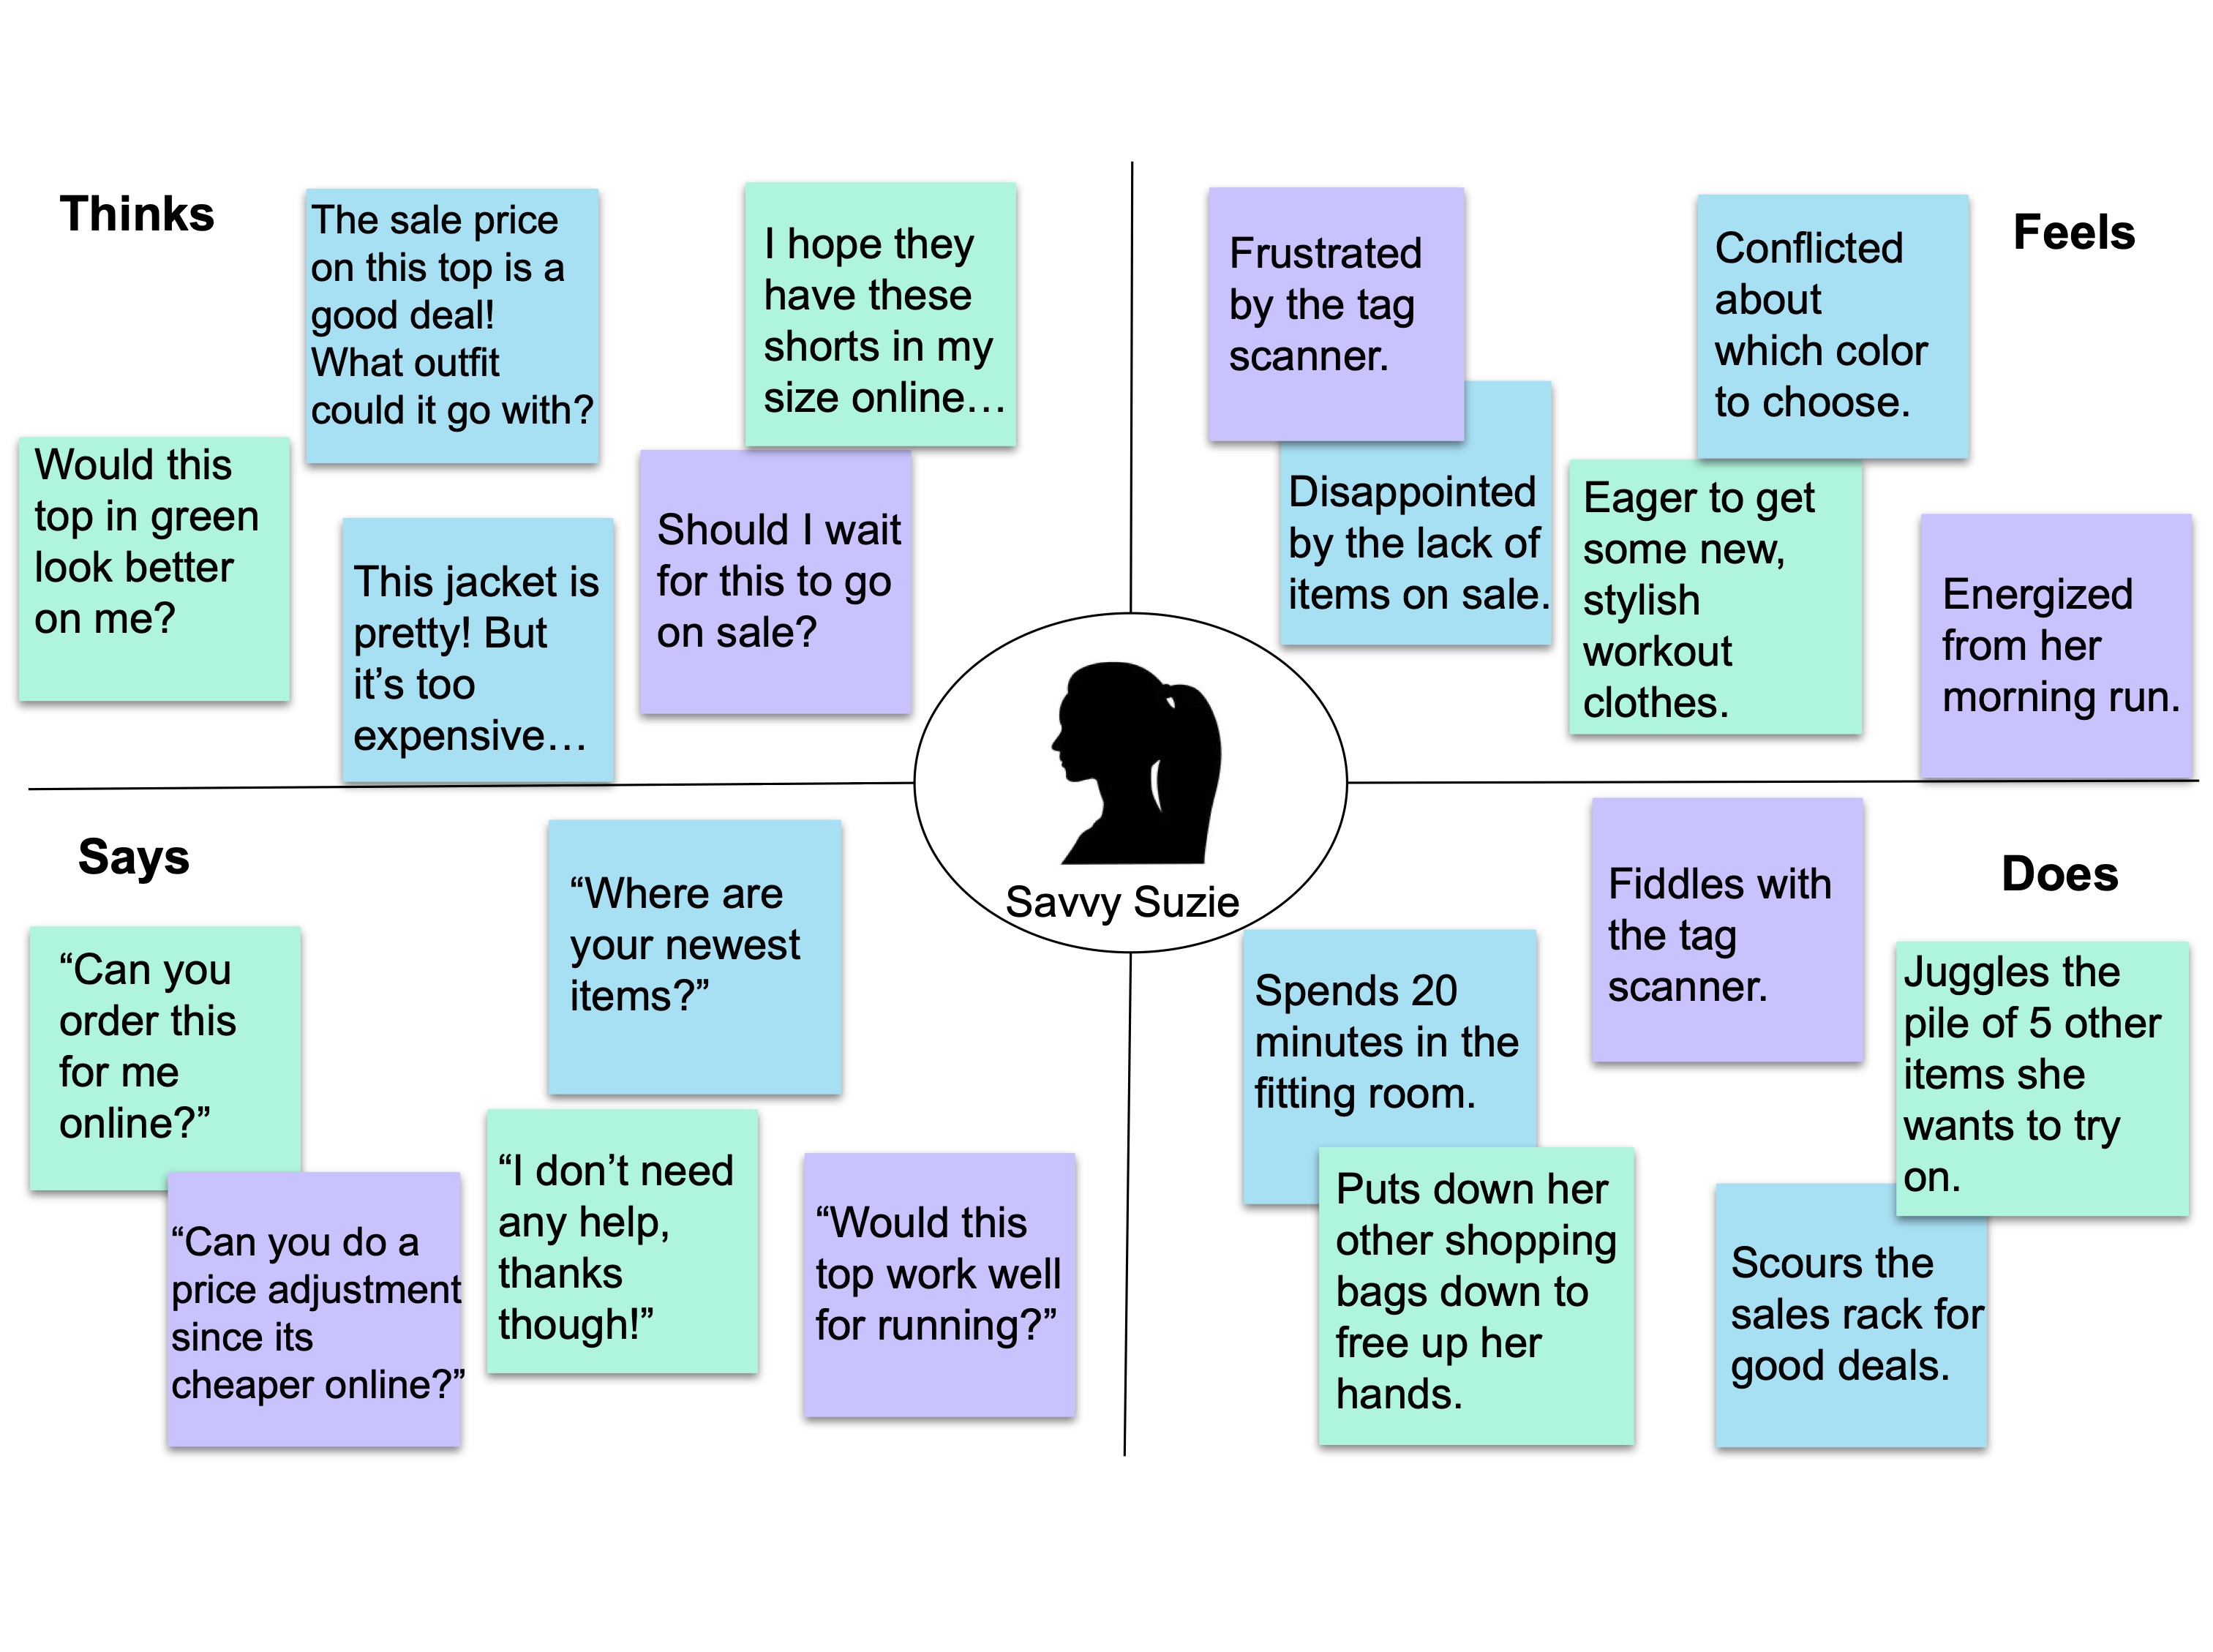 Thinks
The sale price
on this top is a
good deal!
What outfit
could it go with?
I hope they
have these
shorts in my
size online…
Would this
top in green
look better
on me?
This jacket is
pretty! But
it’s too
expensive…
Should I wait
for this to go
on sale?
Feels
Frustrated
by the tag
scanner.
Conflicted
about
which color
to choose.
Disappointed
by the lack of
items on sale.
Eager to get
some new,
stylish
workout
clothes.
Energized
from her
morning run.
Savvy Suzie
Says
“Where are
your newest
items?”
“Can you
order this
for me
online?”
“Can you do a
price adjustment
since its
cheaper online?”
“I don’t need
any help,
thanks
though!”
“Would this
top work well
for running?”
Does
Fiddles with
the tag
scanner.
Spends 20
minutes in the
fitting room.
Juggles the
pile of 5 other
items she
wants to try
on.
Puts down her
other shopping
bags down to
free up her
hands.
Scours the
sales rack for
good deals.